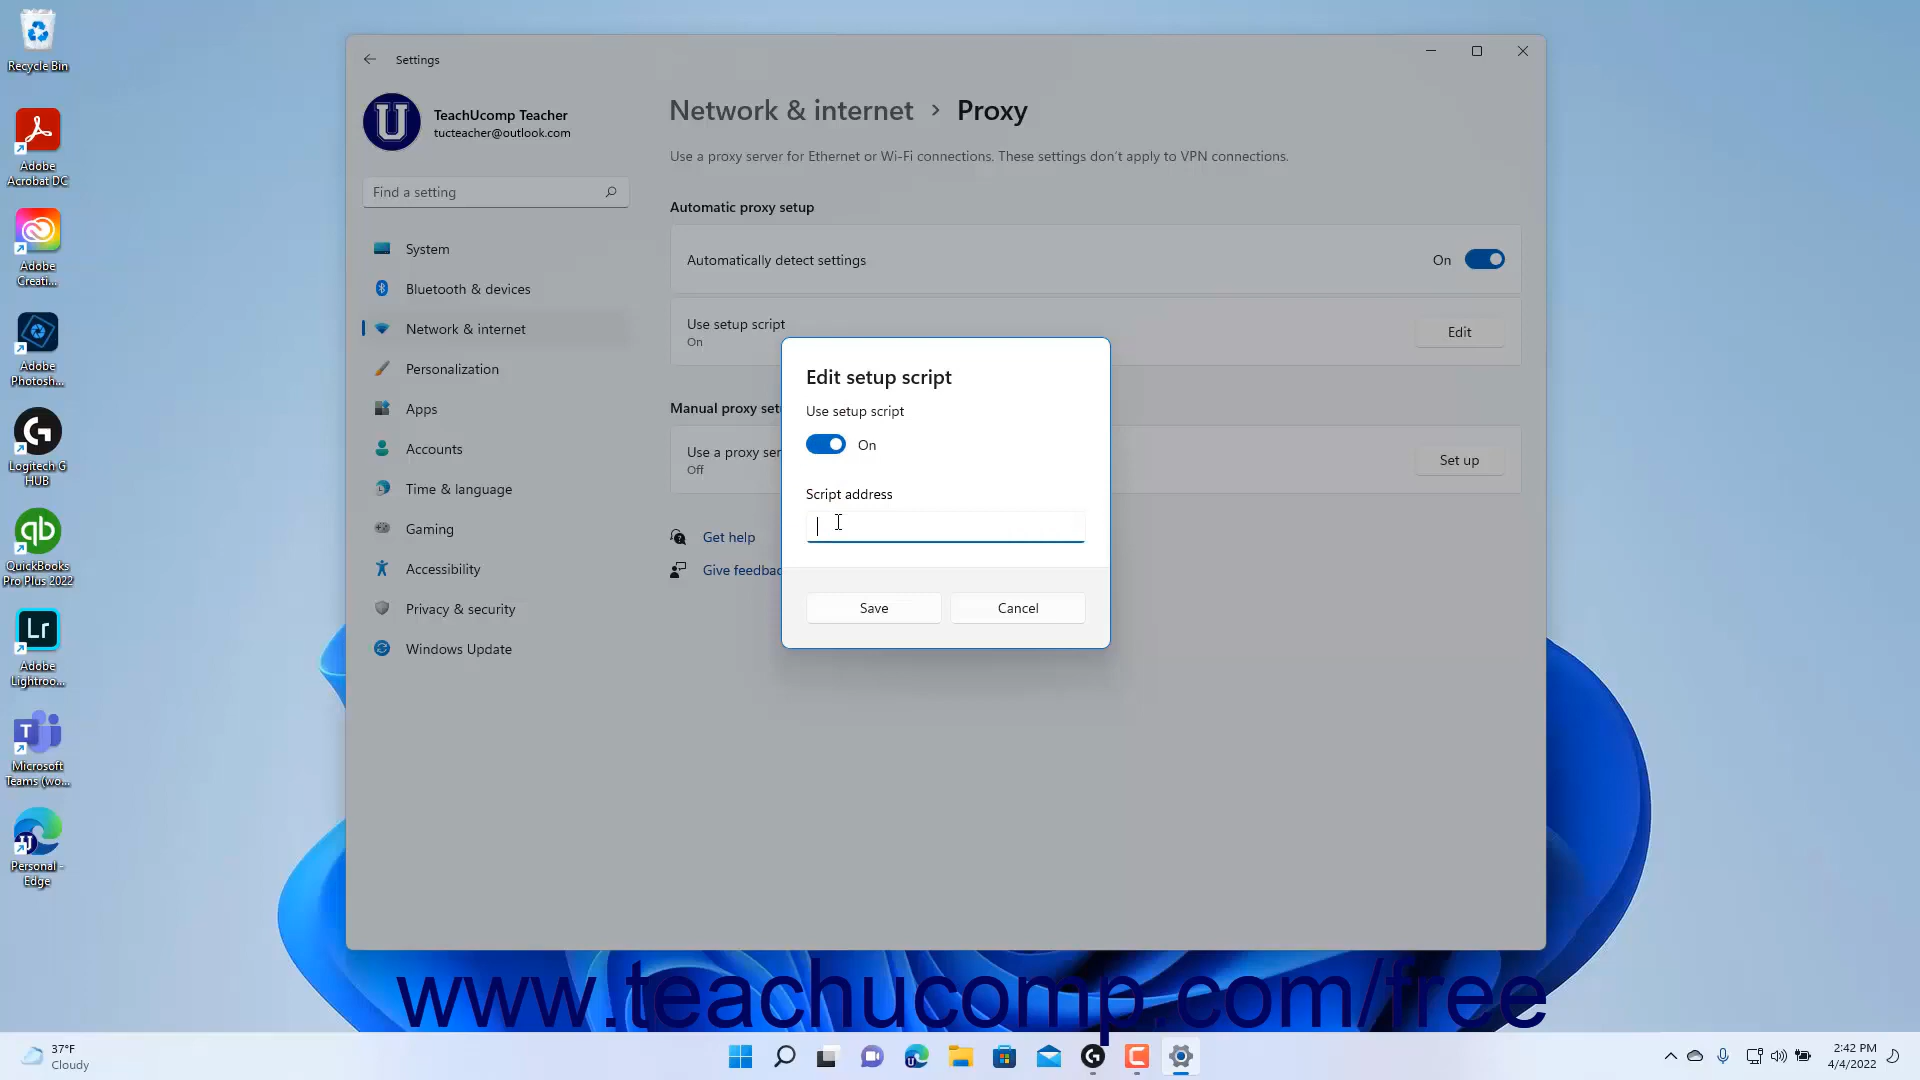 Recycle Bin
Adobe
Acrobat DC
Adobe
Creati...
Adobe
Photosh...
Logitech G
HUB
QuickBooks
Pro Plus 2022
Adobe
Lightroo...
Microsoft
Teams (wo...
Personal -
Edge
Settings
TeachUcomp Teacher
tucteacher@outlook.com
Find a setting
System
Bluetooth & devices
Network & internet
Personalization
Apps
Accounts
Time & language
Gaming
Accessibility
Privacy & security
Windows Update
Network & internet › Proxy
Use a proxy server for Ethernet or Wi-Fi connections. These settings don't apply to VPN connections.
Automatic proxy setup
Automatically detect settings
On
Use setup script
On
Edit
Manual proxy set
Use a proxy ser
Off
Set up
Get help
Give feedbac
Edit setup script
Use setup script
On
Script address
Save
Cancel
www.teachucomp.com/free
37°F
Cloudy
2:42 PM
4/4/2022